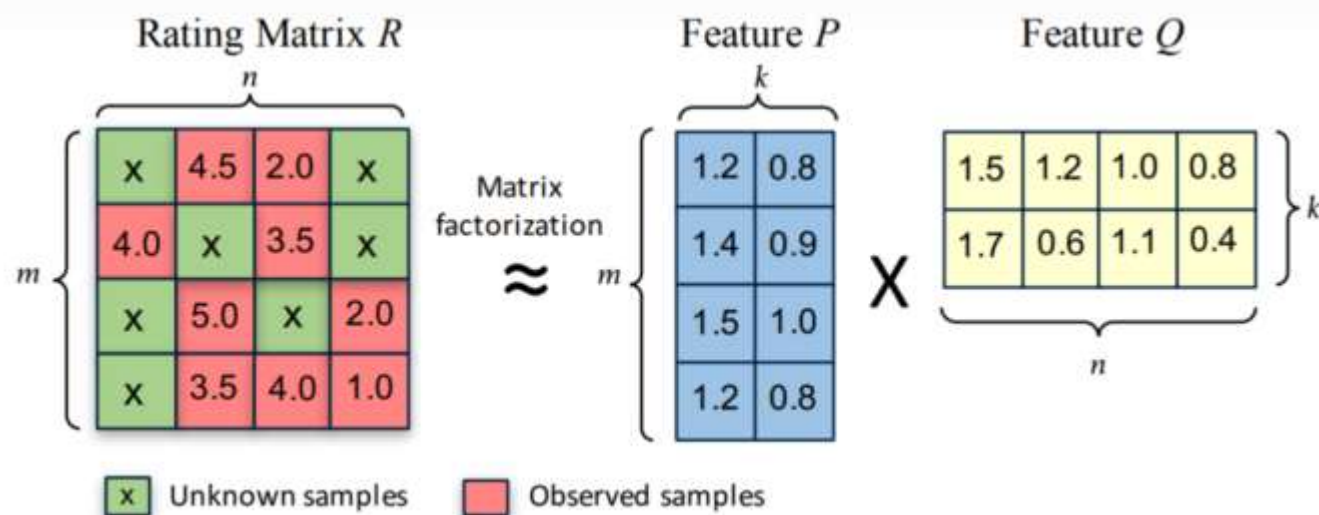 Rating Matrix R Feature P Feature Q
n k
x 4.5 2.0 x 1.2 0.8 1.5 1.2 1.0 0.8
4.0 x 3.5 x 1.4 0.9 1.7 0.6 1.1 0.4
x 5.0 x 2.0 1.5 1.0
x 3.5 4.0 1.0 1.2 0.8
m
Matrix
factorization
≈
m
X
k
n
x Unknown samples Observed samples